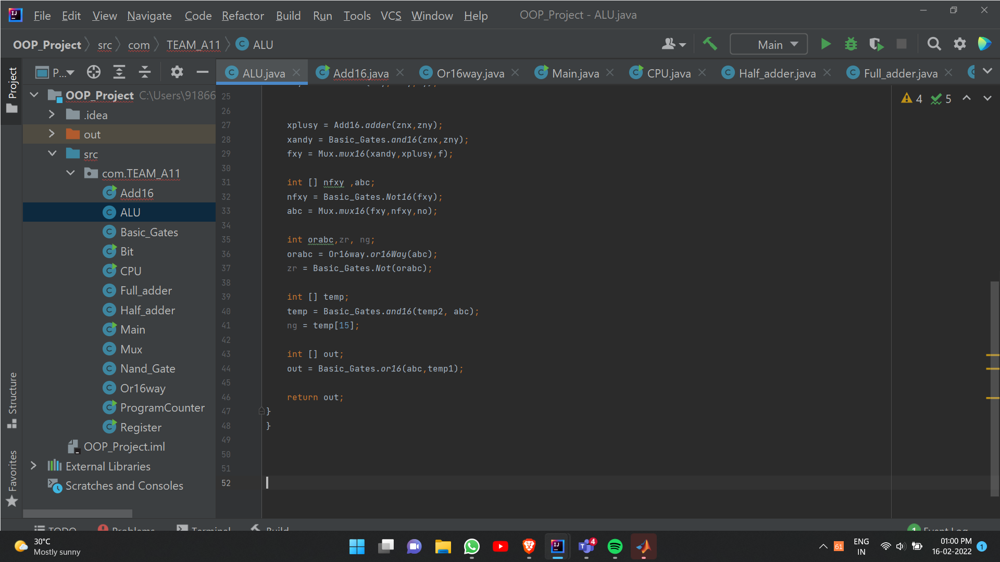 File Edit View Navigate Code Refactor Build Run Tools VCS Window Help OOP_Project - ALU.java
OOP_Project src com TEAM_A11 ALU Main
Project
P...
ALU.java Add16.java Or16way.java Main.java CPU.java Half_adder.java Full_adder.java
OOP_Project C:\Users\91866
.idea
out
src
com.TEAM_A11
Add16
ALU
Basic_Gates
Bit
CPU
Full_adder
Half_adder
Main
Mux
Nand_Gate
Or16way
ProgramCounter
Register
OOP_Project.iml
External Libraries
Scratches and Consoles
Structure
Favorites
4 5
25
26
27 xplusy = Add16.adder(znx,zny);
28 xandy = Basic_Gates.and16(znx,zny);
29 fxy = Mux.mux16(xandy,xplusy,f);
30
31 int [] nfxy ,abc;
32 nfxy = Basic_Gates.Not16(fxy);
33 abc = Mux.mux16(fxy,nfxy,no);
34
35 int orabc,zr, ng;
36 orabc = Or16way.or16Way(abc);
37 zr = Basic_Gates.Not(orabc);
38
39 int [] temp;
40 temp = Basic_Gates.and16(temp2, abc);
41 ng = temp[15];
42
43 int [] out;
44 out = Basic_Gates.or16(abc,temp1);
45
46 return out;
47 }
48 }
49
50
51
52
TODO Problems Terminal Build 1 Event Log
30°C
Mostly sunny
4
61
ENG
IN
01:00 PM
16-02-2022
1